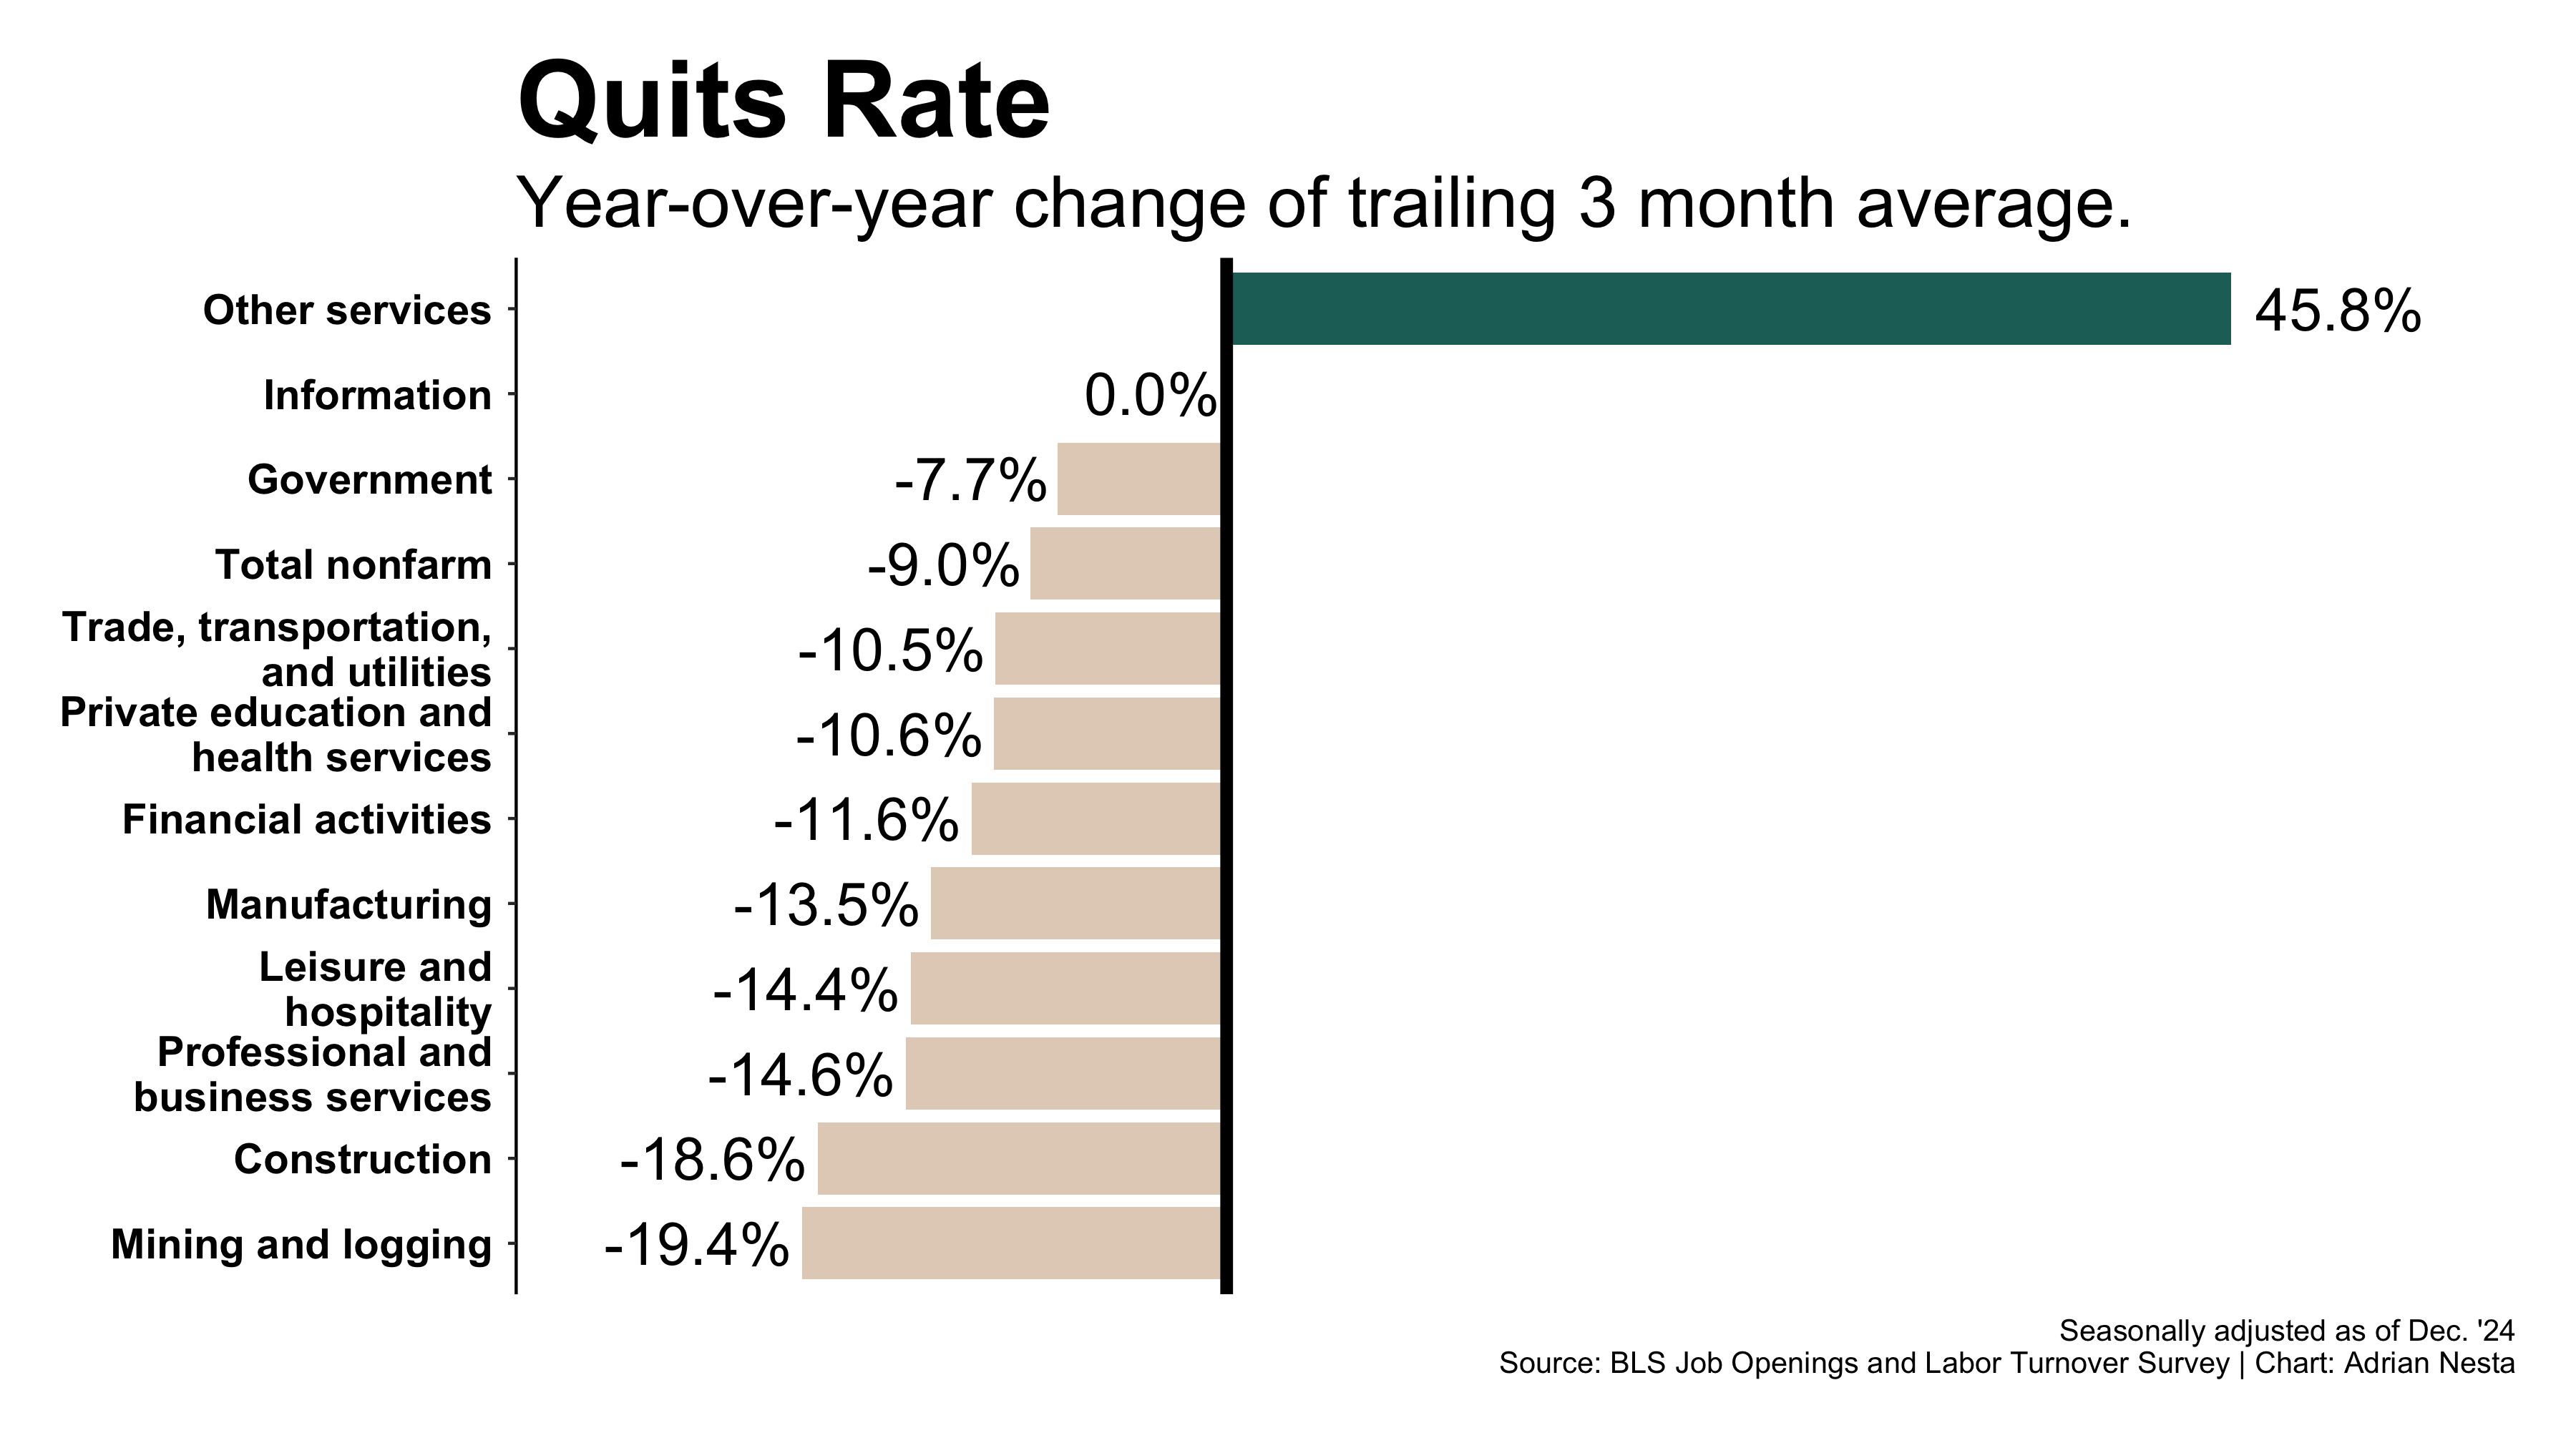 Quits Rate
Year-over-year change of trailing 3 month average.
Other services
45.8%
Information
0.0%
Government
-7.7%
Total nonfarm
-9.0%
Trade, transportation,
and utilities
-10.5%
Private education and
health services
-10.6%
Financial activities
-11.6%
Manufacturing
-13.5%
Leisure and
hospitality
-14.4%
Professional and
business services
-14.6%
Construction
-18.6%
Mining and logging
-19.4%
Seasonally adjusted as of Dec. '24
Source: BLS Job Openings and Labor Turnover Survey | Chart: Adrian Nesta